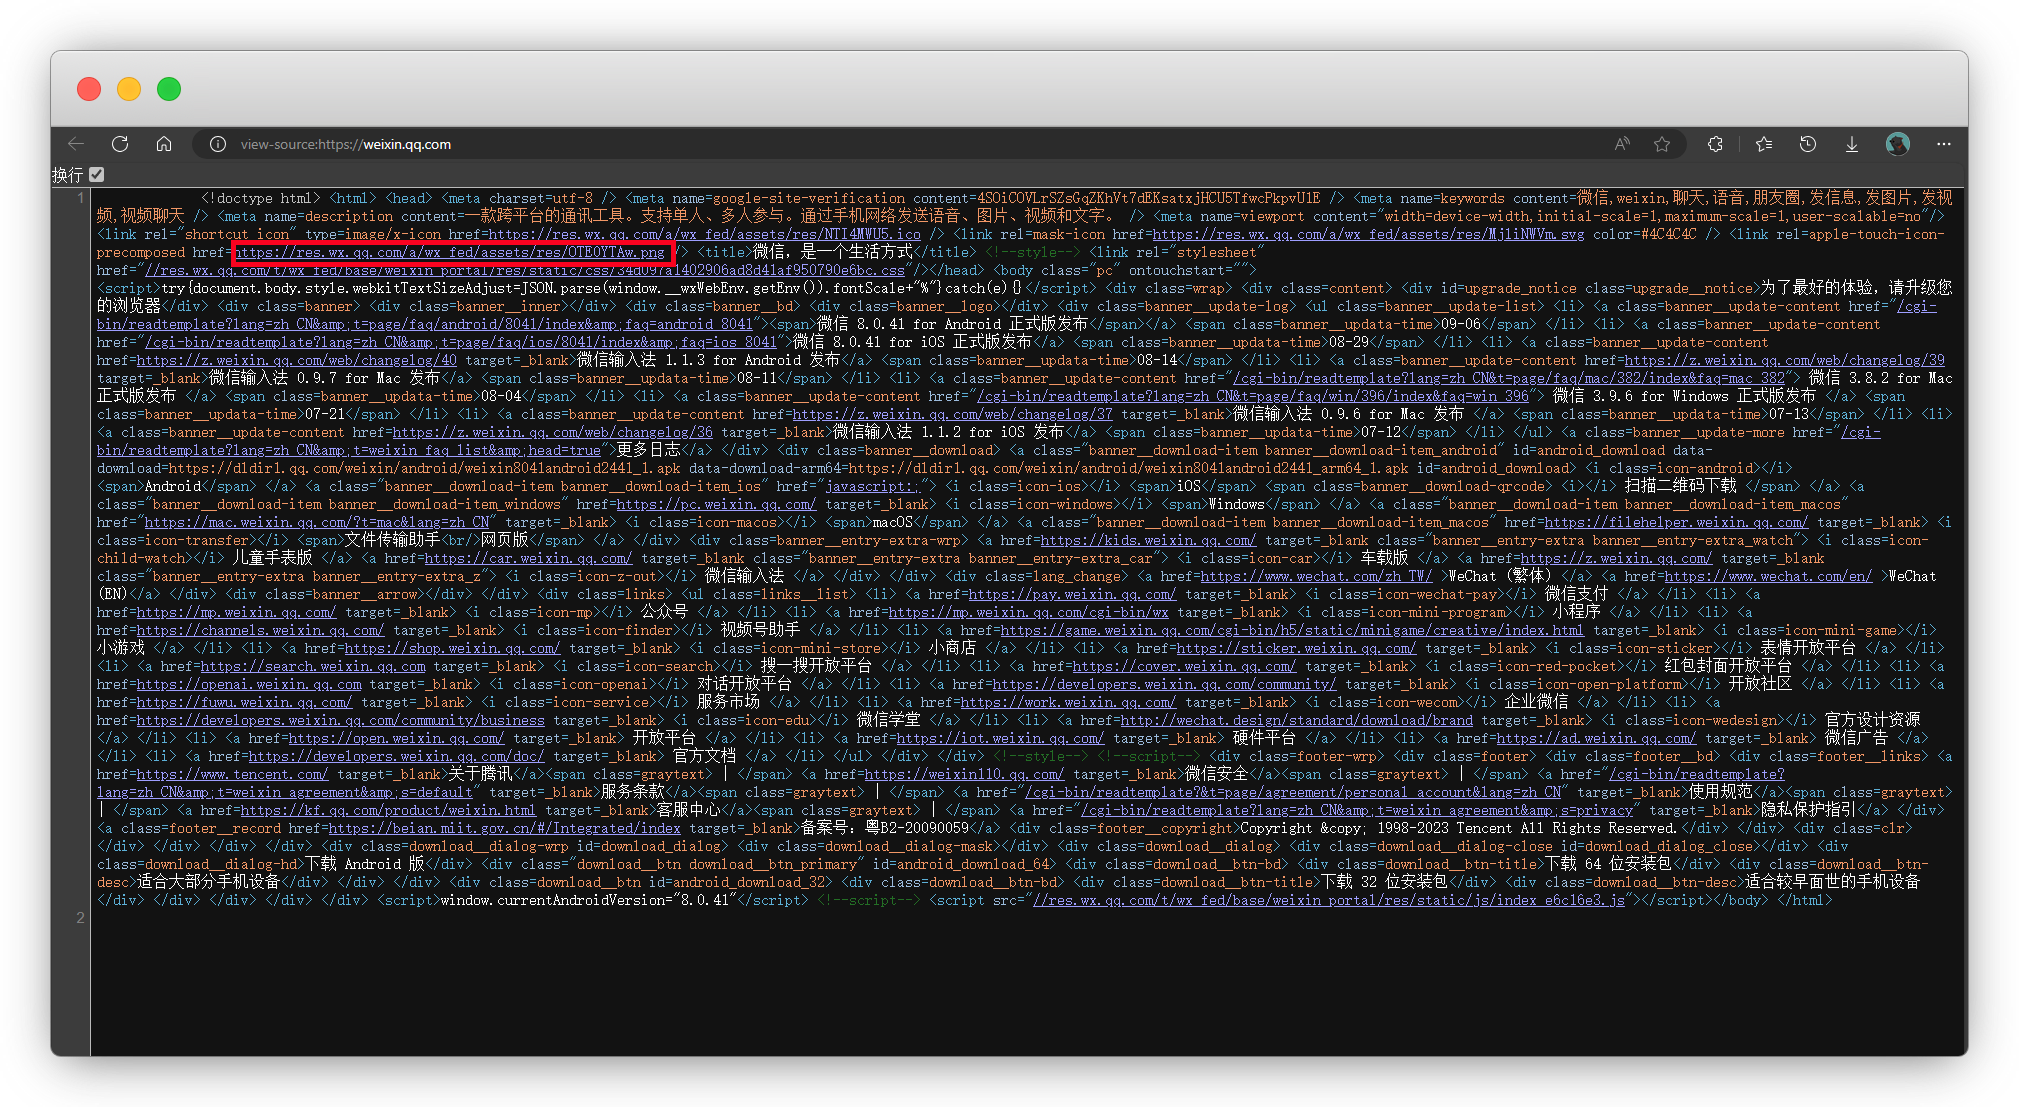 view-source:https://weixin.qq.com
换行
1 <!doctype html> <html> <head> <meta charset=utf-8 /> <meta name=google-site-verification content=4SOiCOVLrSZsGqZKhVt7dEKsatxjHCU5TfwcPkpvU1E /> <meta name=keywords content=微信,weixin,聊天,语音,朋友圈,发信息,发图片,发视
频,视频聊天 /> <meta name=description content=一款跨平台的通讯工具。支持单人、多人参与。通过手机网络发送语音、图片、视频和文字。 /> <meta name=viewport content="width=device-width,initial-scale=1,maximum-scale=1,user-scalable=no"/>
<link rel="shortcut icon" type=image/x-icon href=https://res.wx.qq.com/a/wx_fed/assets/res/NTI4MWU5.ico /> <link rel=mask-icon href=https://res.wx.qq.com/a/wx_fed/assets/res/MjliNWVm.svg color=#4C4C4C /> <link rel=apple-touch-icon-
precomposed href=https://res.wx.qq.com/a/wx_fed/assets/res/OTE0YTAw.png /> <title>微信，是一个生活方式</title> <!--style--> <link rel="stylesheet"
href="//res.wx.qq.com/t/wx_fed/base/weixin_portal/res/static/css/34d097a1402906ad8d41af950790e6bc.css"/></head> <body class="pc" ontouchstart="">
<script>try{document.body.style.webkitTextSizeAdjust=JSON.parse(window.__wxWebEnv.getEnv()).fontScale+"%"}catch(e){}</script> <div class=wrap> <div class=content> <div id=upgrade_notice class=upgrade__notice>为了最好的体验，请升级您
的浏览器</div> <div class=banner> <div class=banner__inner></div> <div class=banner__bd> <div class=banner__logo></div> <div class=banner__update-log> <ul class=banner__update-list> <li> <a class=banner__update-content href="/cgi-
bin/readtemplate?lang=zh_CN&amp;t=page/faq/android/8041/index&amp;faq=android_8041"><span>微信 8.0.41 for Android 正式版发布</span></a> <span class=banner__updata-time>09-06</span> </li> <li> <a class=banner__update-content
href="/cgi-bin/readtemplate?lang=zh_CN&amp;t=page/faq/ios/8041/index&amp;faq=ios_8041">微信 8.0.41 for iOS 正式版发布</a> <span class=banner__updata-time>08-29</span> </li> <li> <a class=banner__update-content
href=https://z.weixin.qq.com/web/changelog/40 target=_blank>微信输入法 1.1.3 for Android 发布</a> <span class=banner__updata-time>08-14</span> </li> <li> <a class=banner__update-content href=https://z.weixin.qq.com/web/changelog/39
target=_blank>微信输入法 0.9.7 for Mac 发布</a> <span class=banner__updata-time>08-11</span> </li> <li> <a class=banner__update-content href="/cgi-bin/readtemplate?lang=zh_CN&t=page/faq/mac/382/index&faq=mac_382"> 微信 3.8.2 for Mac
正式版发布 </a> <span class=banner__updata-time>08-04</span> </li> <li> <a class=banner__update-content href="/cgi-bin/readtemplate?lang=zh_CN&t=page/faq/win/396/index&faq=win_396"> 微信 3.9.6 for Windows 正式版发布 </a> <span
class=banner__updata-time>07-21</span> </li> <li> <a class=banner__update-content href=https://z.weixin.qq.com/web/changelog/37 target=_blank>微信输入法 0.9.6 for Mac 发布 </a> <span class=banner__updata-time>07-13</span> </li> <li>
<a class=banner__update-content href=https://z.weixin.qq.com/web/changelog/36 target=_blank>微信输入法 1.1.2 for iOS 发布</a> <span class=banner__updata-time>07-12</span> </li> </ul> <a class=banner__update-more href="/cgi-
bin/readtemplate?lang=zh_CN&amp;t=weixin_faq_list&amp;head=true">更多日志</a> </div> <div class=banner__download> <a class="banner__download-item banner__download-item_android" id=android_download data-
download=https://dldir1.qq.com/weixin/android/weixin8041android2441_1.apk data-download-arm64=https://dldir1.qq.com/weixin/android/weixin8041android2441_arm64_1.apk id=android_download> <i class=icon-android></i>
<span>Android</span> </a> <a class="banner__download-item banner__download-item_ios" href="javascript:;"> <i class=icon-ios></i> <span>iOS</span> <span class=banner__download-qrcode> <i></i> 扫描二维码下载 </span> </a> <a
class="banner__download-item banner__download-item_windows" href=https://pc.weixin.qq.com/ target=_blank> <i class=icon-windows></i> <span>Windows</span> </a> <a class="banner__download-item banner__download-item_macos"
href="https://mac.weixin.qq.com/?t=mac&lang=zh_CN" target=_blank> <i class=icon-macos></i> <span>macOS</span> </a> <a class="banner__download-item banner__download-item_macos" href=https://filehelper.weixin.qq.com/ target=_blank> <i
class=icon-transfer></i> <span>文件传输助手<br/>网页版</span> </a> </div> <div class=banner__entry-extra-wrp> <a href=https://kids.weixin.qq.com/ target=_blank class="banner__entry-extra banner__entry-extra_watch"> <i class=icon-
child-watch></i> 儿童手表版 </a> <a href=https://car.weixin.qq.com/ target=_blank class="banner__entry-extra banner__entry-extra_car"> <i class=icon-car></i> 车载版 </a> <a href=https://z.weixin.qq.com/ target=_blank
class="banner__entry-extra banner__entry-extra_z"> <i class=icon-z-out></i> 微信输入法 </a> </div> </div> <div class=lang_change> <a href=https://www.wechat.com/zh_TW/ >WeChat (繁体) </a> <a href=https://www.wechat.com/en/ >WeChat
(EN)</a> </div> <div class=banner__arrow></div> </div> <div class=links> <ul class=links__list> <li> <a href=https://pay.weixin.qq.com/ target=_blank> <i class=icon-wechat-pay></i> 微信支付 </a> </li> <li> <a
href=https://mp.weixin.qq.com/ target=_blank> <i class=icon-mp></i> 公众号 </a> </li> <li> <a href=https://mp.weixin.qq.com/cgi-bin/wx target=_blank> <i class=icon-mini-program></i> 小程序 </a> </li> <li> <a
href=https://channels.weixin.qq.com/ target=_blank> <i class=icon-finder></i> 视频号助手 </a> </li> <li> <a href=https://game.weixin.qq.com/cgi-bin/h5/static/minigame/creative/index.html target=_blank> <i class=icon-mini-game></i>
小游戏 </a> </li> <li> <a href=https://shop.weixin.qq.com/ target=_blank> <i class=icon-mini-store></i> 小商店 </a> </li> <li> <a href=https://sticker.weixin.qq.com/ target=_blank> <i class=icon-sticker></i> 表情开放平台 </a> </li>
<li> <a href=https://search.weixin.qq.com target=_blank> <i class=icon-search></i> 搜一搜开放平台 </a> </li> <li> <a href=https://cover.weixin.qq.com/ target=_blank> <i class=icon-red-pocket></i> 红包封面开放平台 </a> </li> <li> <a
href=https://openai.weixin.qq.com target=_blank> <i class=icon-openai></i> 对话开放平台 </a> </li> <li> <a href=https://developers.weixin.qq.com/community/ target=_blank> <i class=icon-open-platform></i> 开放社区 </a> </li> <li> <a
href=https://fuwu.weixin.qq.com/ target=_blank> <i class=icon-service></i> 服务市场 </a> </li> <li> <a href=https://work.weixin.qq.com/ target=_blank> <i class=icon-wecom></i> 企业微信 </a> </li> <li> <a
href=https://developers.weixin.qq.com/community/business target=_blank> <i class=icon-edu></i> 微信学堂 </a> </li> <li> <a href=http://wechat.design/standard/download/brand target=_blank> <i class=icon-wedesign></i> 官方设计资源
</a> </li> <li> <a href=https://open.weixin.qq.com/ target=_blank> 开放平台 </a> </li> <li> <a href=https://iot.weixin.qq.com/ target=_blank> 硬件平台 </a> </li> <li> <a href=https://ad.weixin.qq.com/ target=_blank> 微信广告 </a>
</li> <li> <a href=https://developers.weixin.qq.com/doc/ target=_blank> 官方文档 </a> </li> </ul> </div> </div> <!--style--> <!--script--> <div class=footer-wrp> <div class=footer> <div class=footer__bd> <div class=footer__links> <a
href=https://www.tencent.com/ target=_blank>关于腾讯</a><span class=graytext> | </span> <a href=https://weixin110.qq.com/ target=_blank>微信安全</a><span class=graytext> | </span> <a href="/cgi-bin/readtemplate?
lang=zh_CN&amp;t=weixin_agreement&amp;s=default" target=_blank>服务条款</a><span class=graytext> | </span> <a href="/cgi-bin/readtemplate?&t=page/agreement/personal_account&lang=zh_CN" target=_blank>使用规范</a><span class=graytext>
| </span> <a href=https://kf.qq.com/product/weixin.html target=_blank>客服中心</a><span class=graytext> | </span> <a href="/cgi-bin/readtemplate?lang=zh_CN&amp;t=weixin_agreement&amp;s=privacy" target=_blank>隐私保护指引</a> </div>
<a class=footer__record href=https://beian.miit.gov.cn/#/Integrated/index target=_blank>备案号：粤B2-20090059</a> <div class=footer__copyright>Copyright &copy; 1998-2023 Tencent All Rights Reserved.</div> </div> <div class=clr>
</div> </div> </div> </div> <div class=download__dialog-wrp id=download_dialog> <div class=download__dialog-mask></div> <div class=download__dialog> <div class=download__dialog-close id=download_dialog_close></div> <div
class=download__dialog-hd>下载 Android 版</div> <div class="download__btn download__btn_primary" id=android_download_64> <div class=download__btn-bd> <div class=download__btn-title>下载 64 位安装包</div> <div class=download__btn-
desc>适合大部分手机设备</div> </div> </div> <div class=download__btn id=android_download_32> <div class=download__btn-bd> <div class=download__btn-title>下载 32 位安装包</div> <div class=download__btn-desc>适合较早面世的手机设备
</div> </div> </div> </div> </div> <script>window.currentAndroidVersion="8.0.41"</script> <!--script--> <script src="//res.wx.qq.com/t/wx_fed/base/weixin_portal/res/static/js/index_e6c16e3.js"></script></body> </html>
2